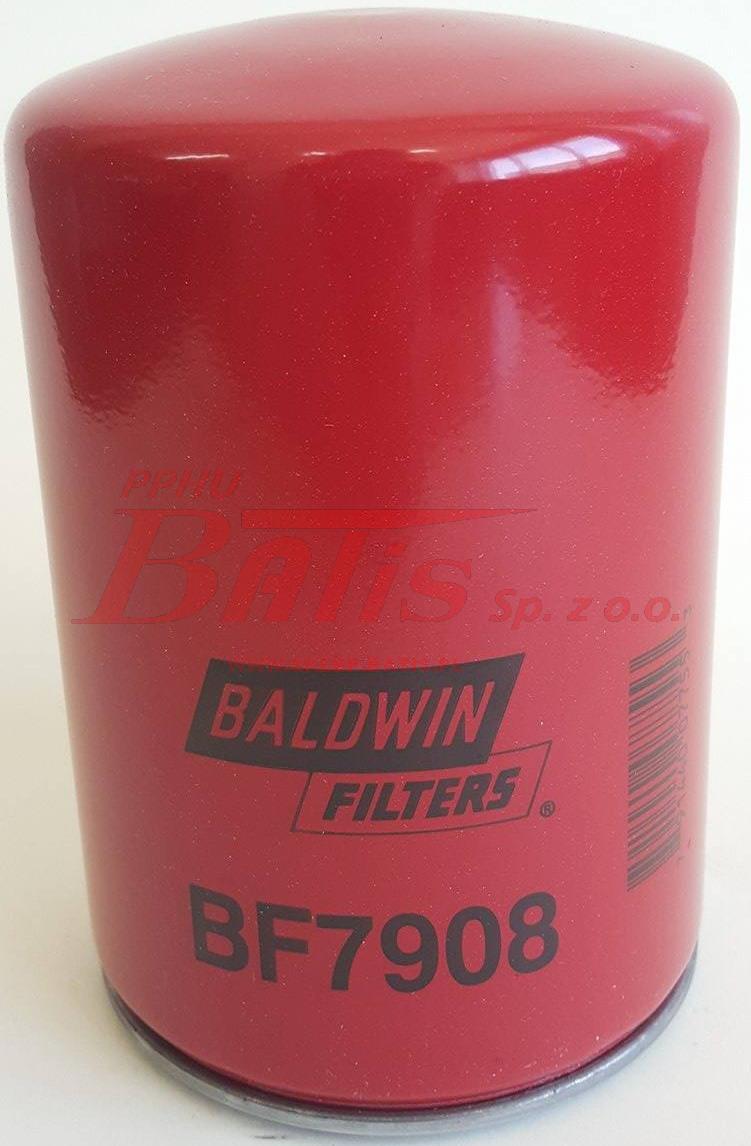 PPHU
BATIS Sp. z o.o.
BALDWIN
FILTERS ®
BF7908